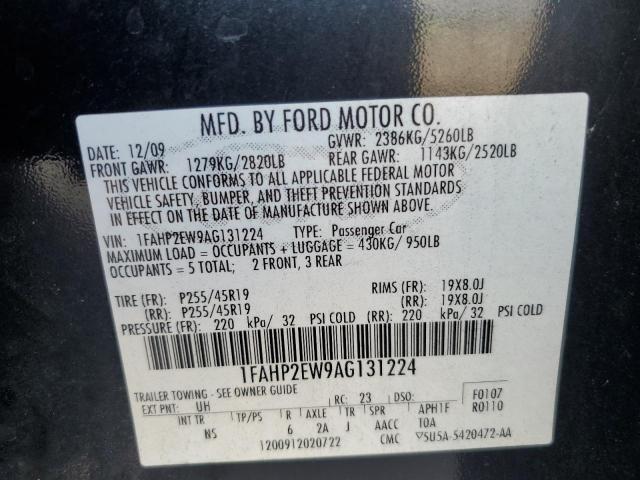 MFD. BY FORD MOTOR CO.
DATE: 12/09 GVWR: 2386KG/5260LB
FRONT GAWR: 1279KG/2820LB REAR GAWR: 1143KG/2520LB
THIS VEHICLE CONFORMS TO ALL APPLICABLE FEDERAL MOTOR
VEHICLE SAFETY, BUMPER, AND THEFT PREVENTION STANDARDS
IN EFFECT ON THE DATE OF MANUFACTURE SHOWN ABOVE.
VIN: 1FAHP2EW9AG131224 TYPE: Passenger Car
MAXIMUM LOAD = OCCUPANTS + LUGGAGE = 430KG/ 950LB
OCCUPANTS = 5 TOTAL; 2 FRONT, 3 REAR
TIRE (FR): P255/45R19 RIMS (FR): 19X8.0J
(RR): P255/45R19 (RR): 19X8.0J
PRESSURE (FR): 220 kPa/ 32 PSI COLD (RR): 220 kPa/ 32 PSI COLD
1FAHP2EW9AG131224
TRAILER TOWING - SEE OWNER GUIDE
EXT PNT: UH RC: 23 DSO: F0107
R0110
INT TR TP/PS R AXLE TR SPR APH1F
NS 6 2A J AACC 10A
1200912020722 CMC 5U5A-5420472-AA